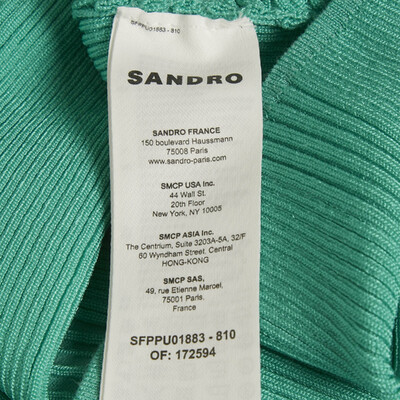 SFPPU01883 - 810
SANDRO
SANDRO FRANCE
150 boulevard Haussmann
75008 Paris
www.sandro-paris.com
SMCP USA Inc.
44 Wall St.
20th Floor
New York, NY 10005
SMCP ASIA Inc.
The Centrium, Suite 3203A-5A, 32/F
60 Wyndham Street. Central
HONG-KONG
SMCP SAS,
49, rue Etienne Marcel,
75001 Paris.
France
SFPPU01883 - 810
OF: 172594